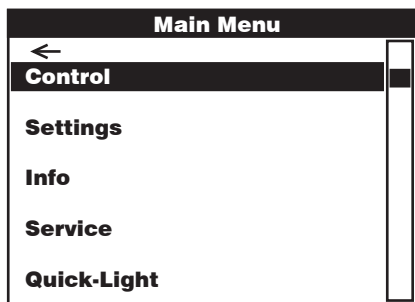 Main Menu
←
Control
Settings
Info
Service
Quick-Light